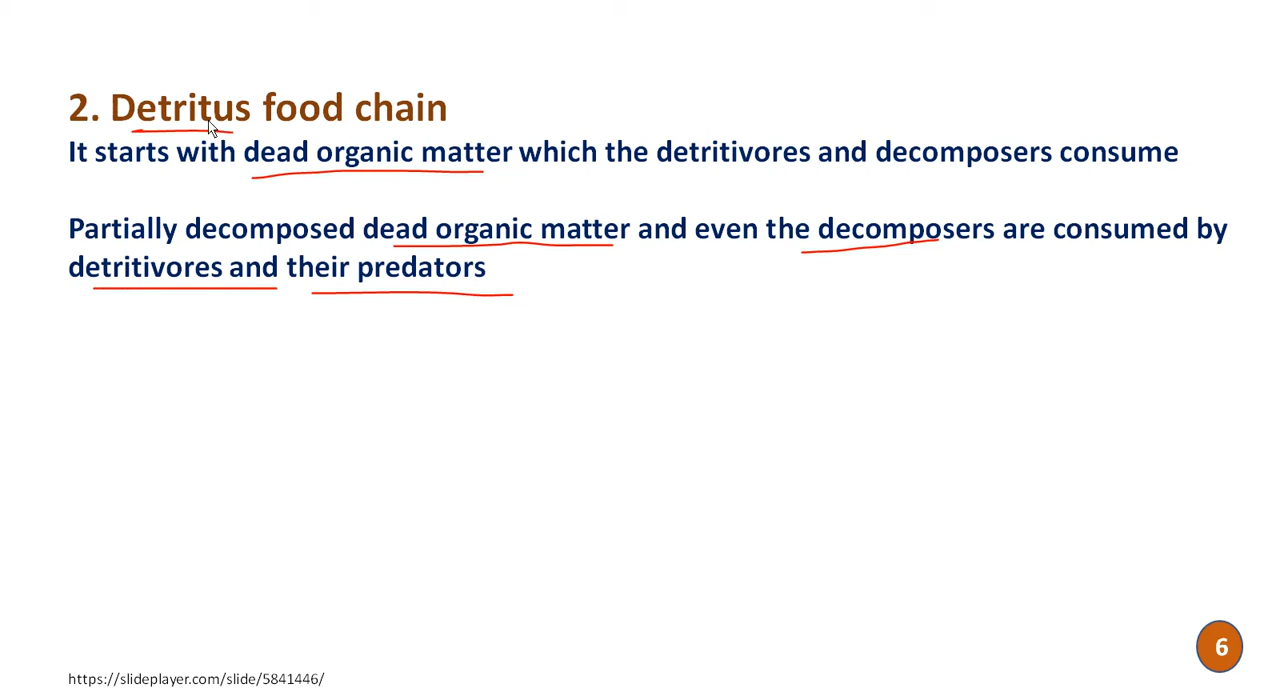 2. Detritus food chain
It starts with dead organic matter which the detritivores and decomposers consume
Partially decomposed dead organic matter and even the decomposers are consumed by
detritivores and their predators
6
https://slideplayer.com/slide/5841446/